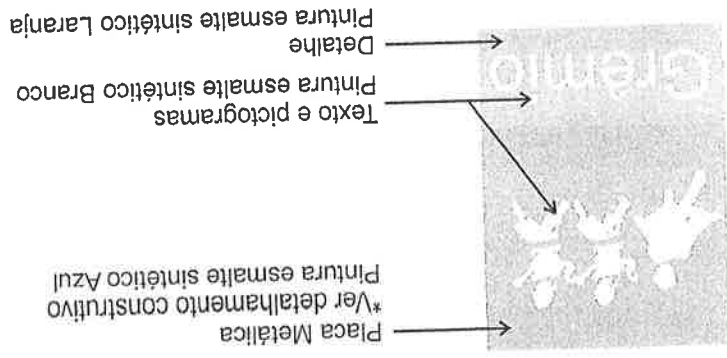 Placa Metálica
*Ver detalhamento construtivo
Pintura esmalte sintético Azul
Texto e pictogramas
Pintura esmalte sintético Branco
Detalhe
Pintura esmalte sintético Laranja
Grêmio